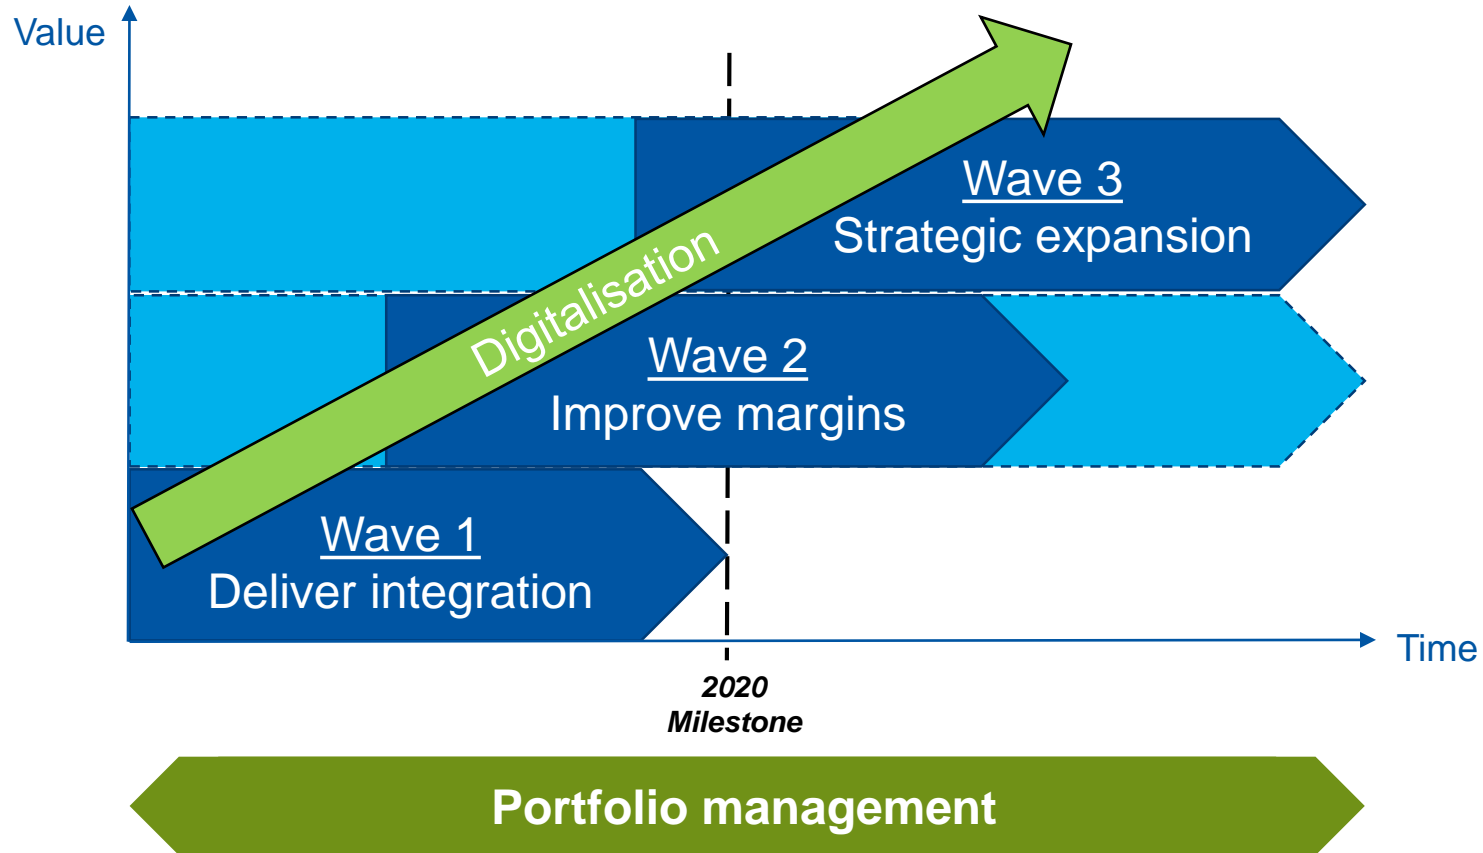 Value
Wave 3
Strategic expansion
Digitalisation
Wave 2
Improve margins
Wave 1
Deliver integration
Time
2020
Milestone
Portfolio management